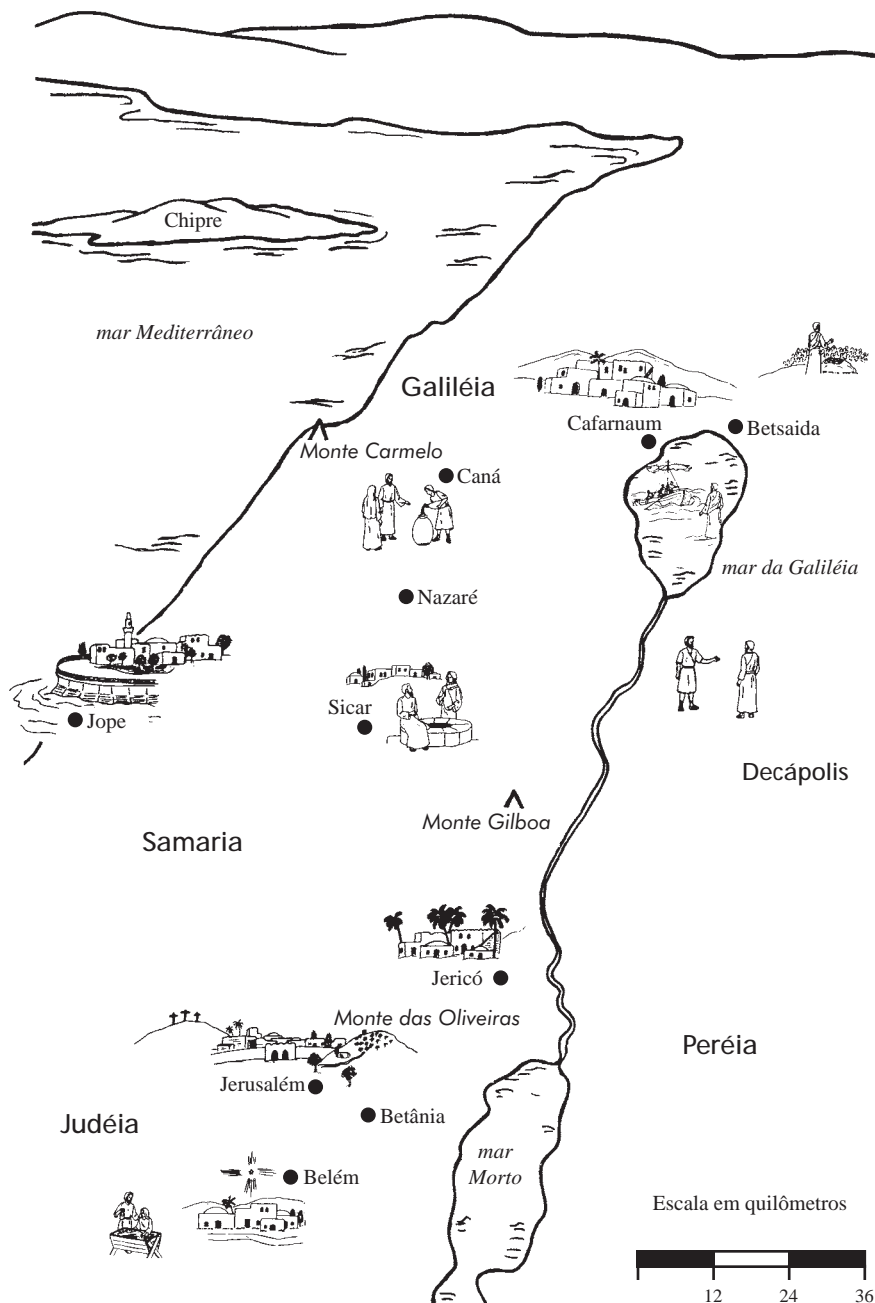 Chipre
mar Mediterrâneo
Galiléia
Cafarnaum
Betsaida
Monte Carmelo
Caná
mar da Galiléia
Nazaré
Sicar
Jope
Decápolis
Monte Gilboa
Samaria
Jericó
Monte das Oliveiras
Peréia
Jerusalém
Betânia
Judéia
mar
Morto
Belém
Escala em quilômetros
12 24 36